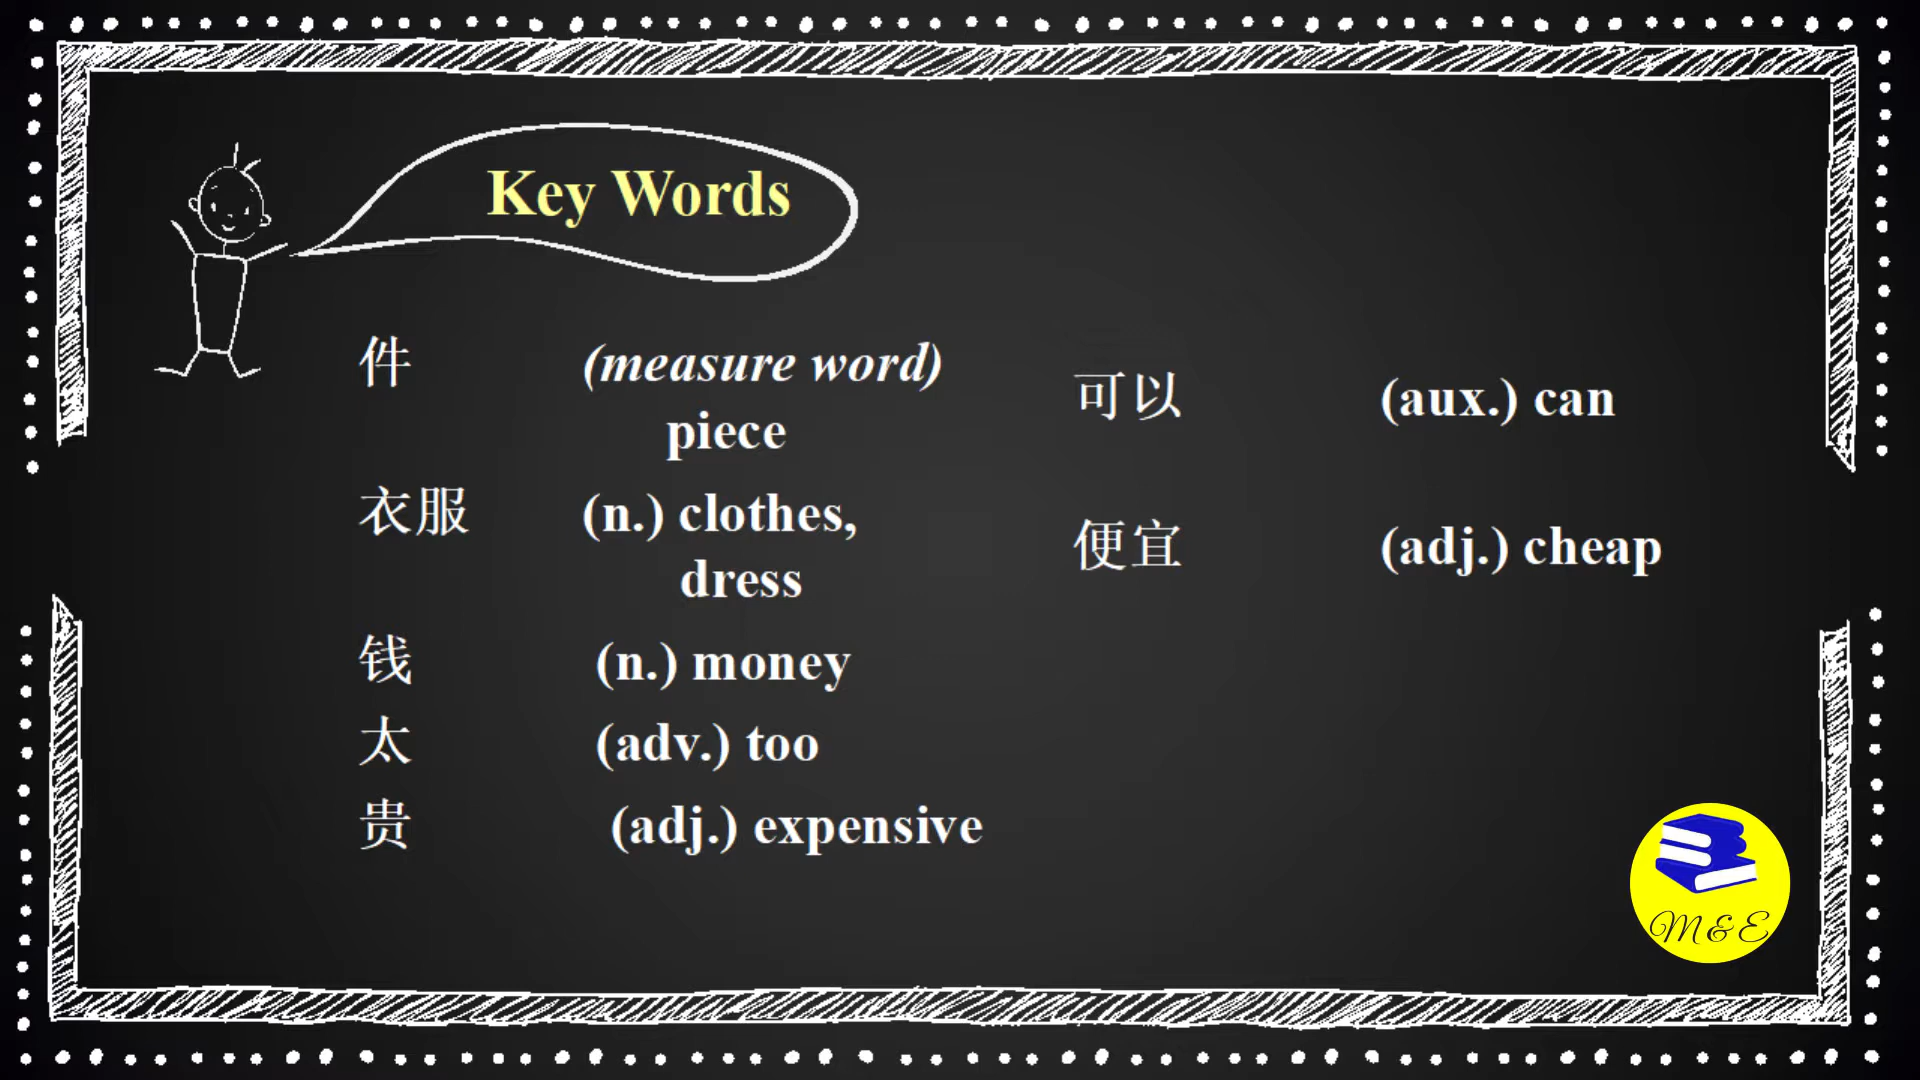 Key Words
件 (measure word)
piece
衣服 (n.) clothes,
dress
钱 (n.) money
太 (adv.) too
贵 (adj.) expensive
可以 (aux.) can
便宜 (adj.) cheap
M & E